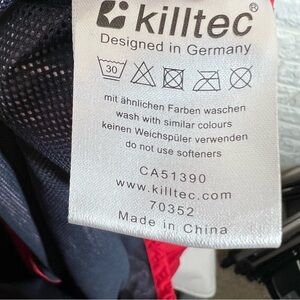 killtec®
Designed in Germany
30
mit ähnlichen Farben waschen
wash with similar colours
keinen Weichspüler verwenden
do not use softeners
CA51390
www.killtec.com
70352
Made in China